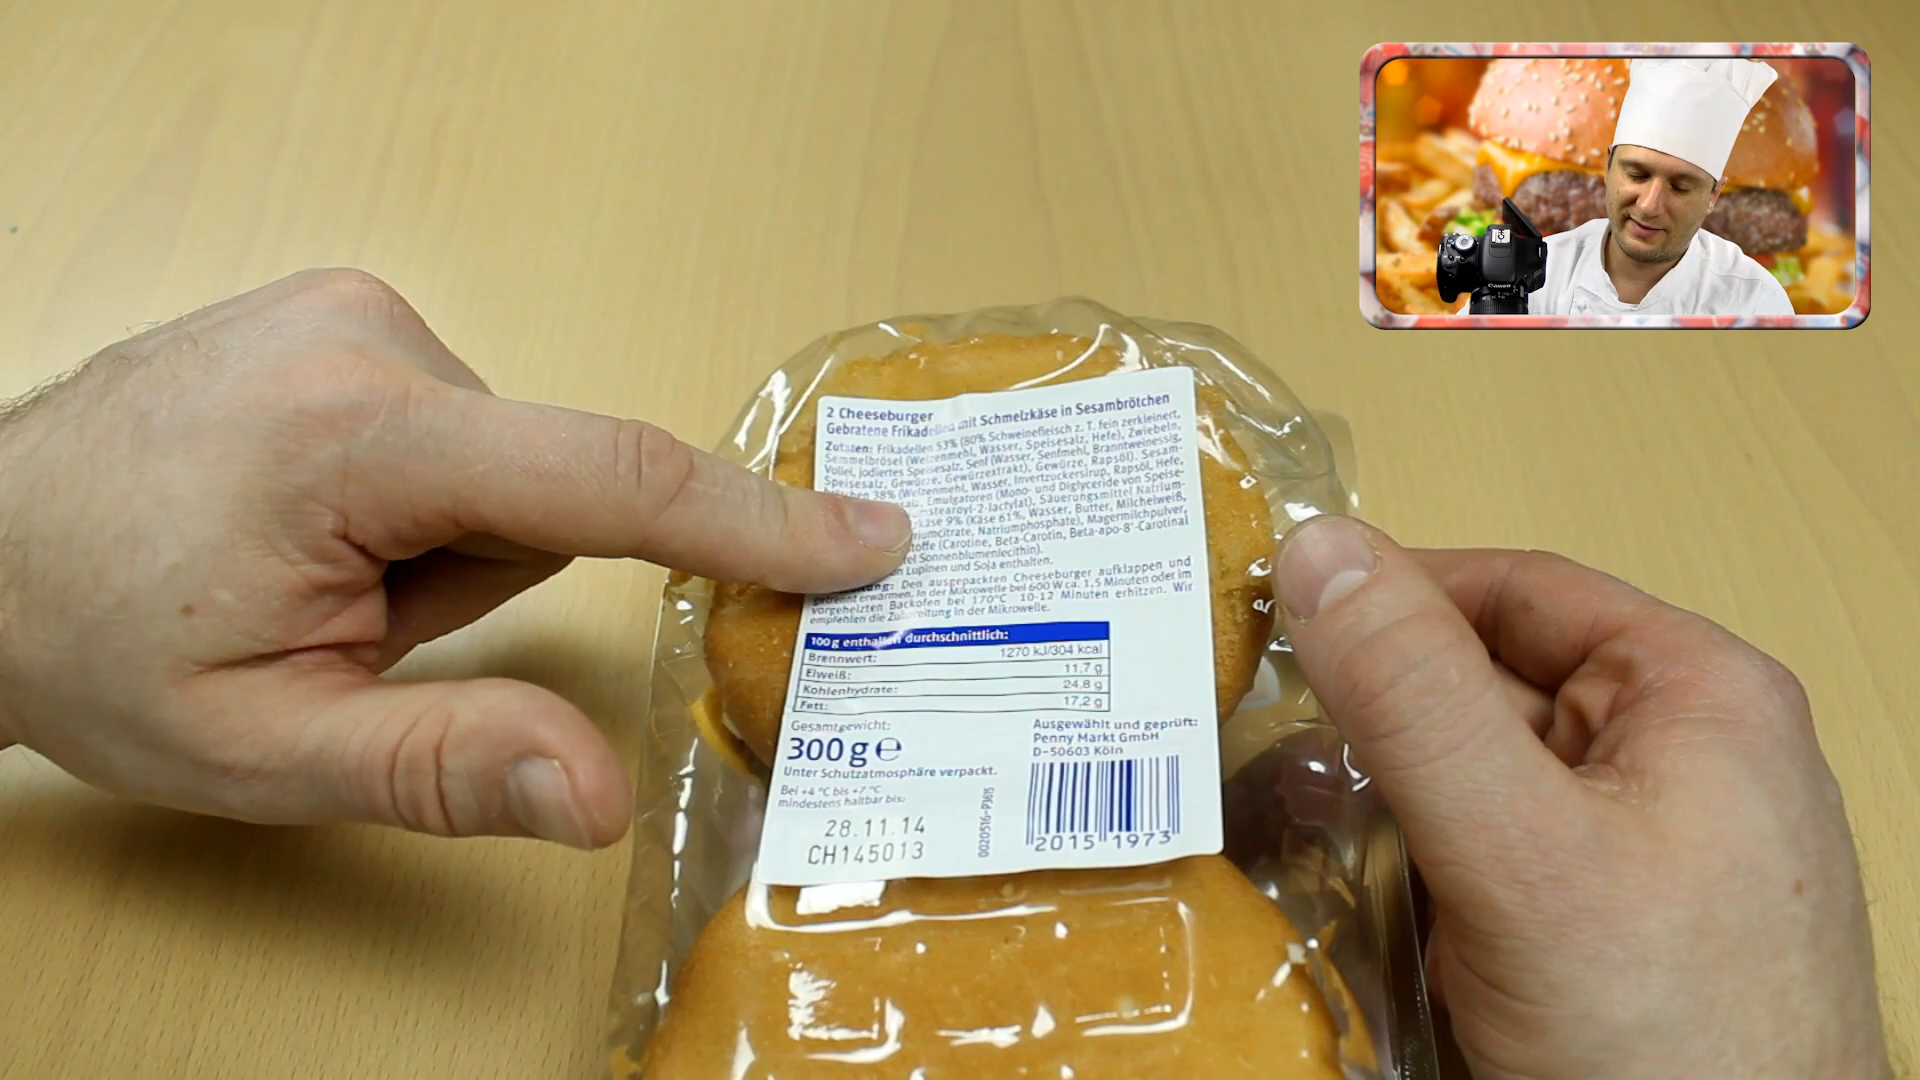 2 Cheeseburger
Gebratene Frikadellen mit Schmelzkäse in Sesambrötchen
Zutaten: Frikadellen 53% (80% Schweinefleisch z. T. fein zerkleinert,
Semmelbrösel (Weizenmehl, Wasser, Speisesalz, Hefe), Zwiebeln,
Vollei, jodiertes Speisesalz, Senf (Wasser, Senfmehl, Branntweinessig,
Speisesalz, Gewürze, Gewürzextrakt), Gewürze, Rapsöl). Sesam-
38% (Weizenmehl, Wasser, Invertzuckersirup, Rapsöl, Hefe,
Emulgatoren (Mono- und Diglyceride von Speise-
-stearoyl-2-lactylat), Säuerungsmittel Natrium-
käse 9% (Käse 61%, Wasser, Butter, Milcheiweiß,
riumcitrate, Natriumphosphate), Magermilchpulver,
toffe (Carotine, Beta-Carotin, Beta-apo-8'-Carotinal
tel Sonnenblumenlecithin).
n Lupinen und Soja enthalten.
tung: Den ausgepackten Cheeseburger aufklappen und
getrennt erwärmen. In der Mikrowelle bei 600 W ca. 1,5 Minuten oder im
vorgeheizten Backofen bei 170°C 10-12 Minuten erhitzen. Wir
empfehlen die Zubereitung in der Mikrowelle.
100 g enthalten durchschnittlich:
Brennwert: 1270 kJ/304 kcal
Eiweiß: 11,7 g
Kohlenhydrate: 24,8 g
Fett: 17,2 g
Gesamtgewicht:
300 g e
Unter Schutzatmosphäre verpackt.
Bei +4 °C bis +7 °C
mindestens haltbar bis:
28.11.14
CH145013
0020516-P3615
Ausgewählt und geprüft:
Penny Markt GmbH
D-50603 Köln
2015 1973
Canon